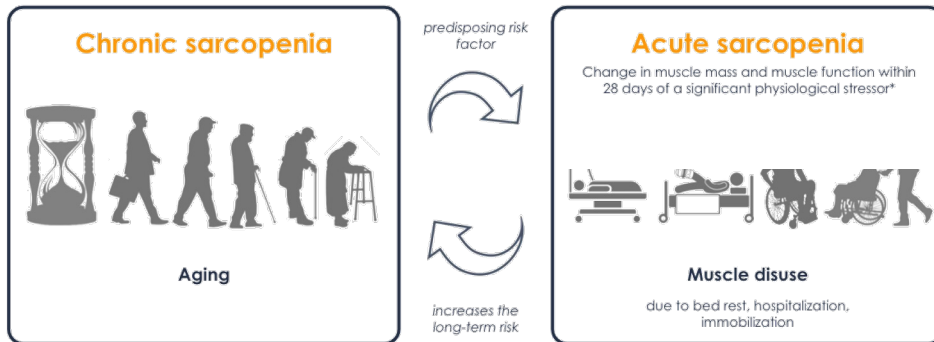 Chronic sarcopenia
Aging
predisposing risk
factor
increases the
long-term risk
Acute sarcopenia
Change in muscle mass and muscle function within
28 days of a significant physiological stressor*
Muscle disuse
due to bed rest, hospitalization,
immobilization